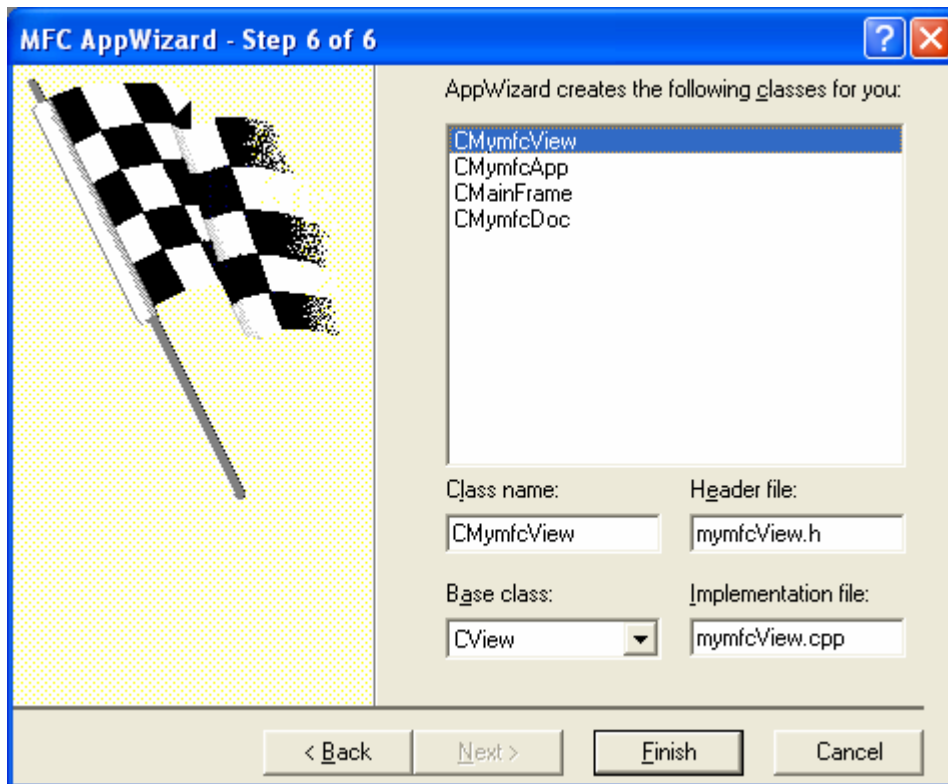 MFC AppWizard - Step 6 of 6
AppWizard creates the following classes for you:
CMymfcView
CMymfcApp
CMainFrame
CMymfcDoc
Class name:
Header file:
CMymfcView
mymfcView.h
Base class:
Implementation file:
CView
mymfcView.cpp
< Back
Next >
Finish
Cancel